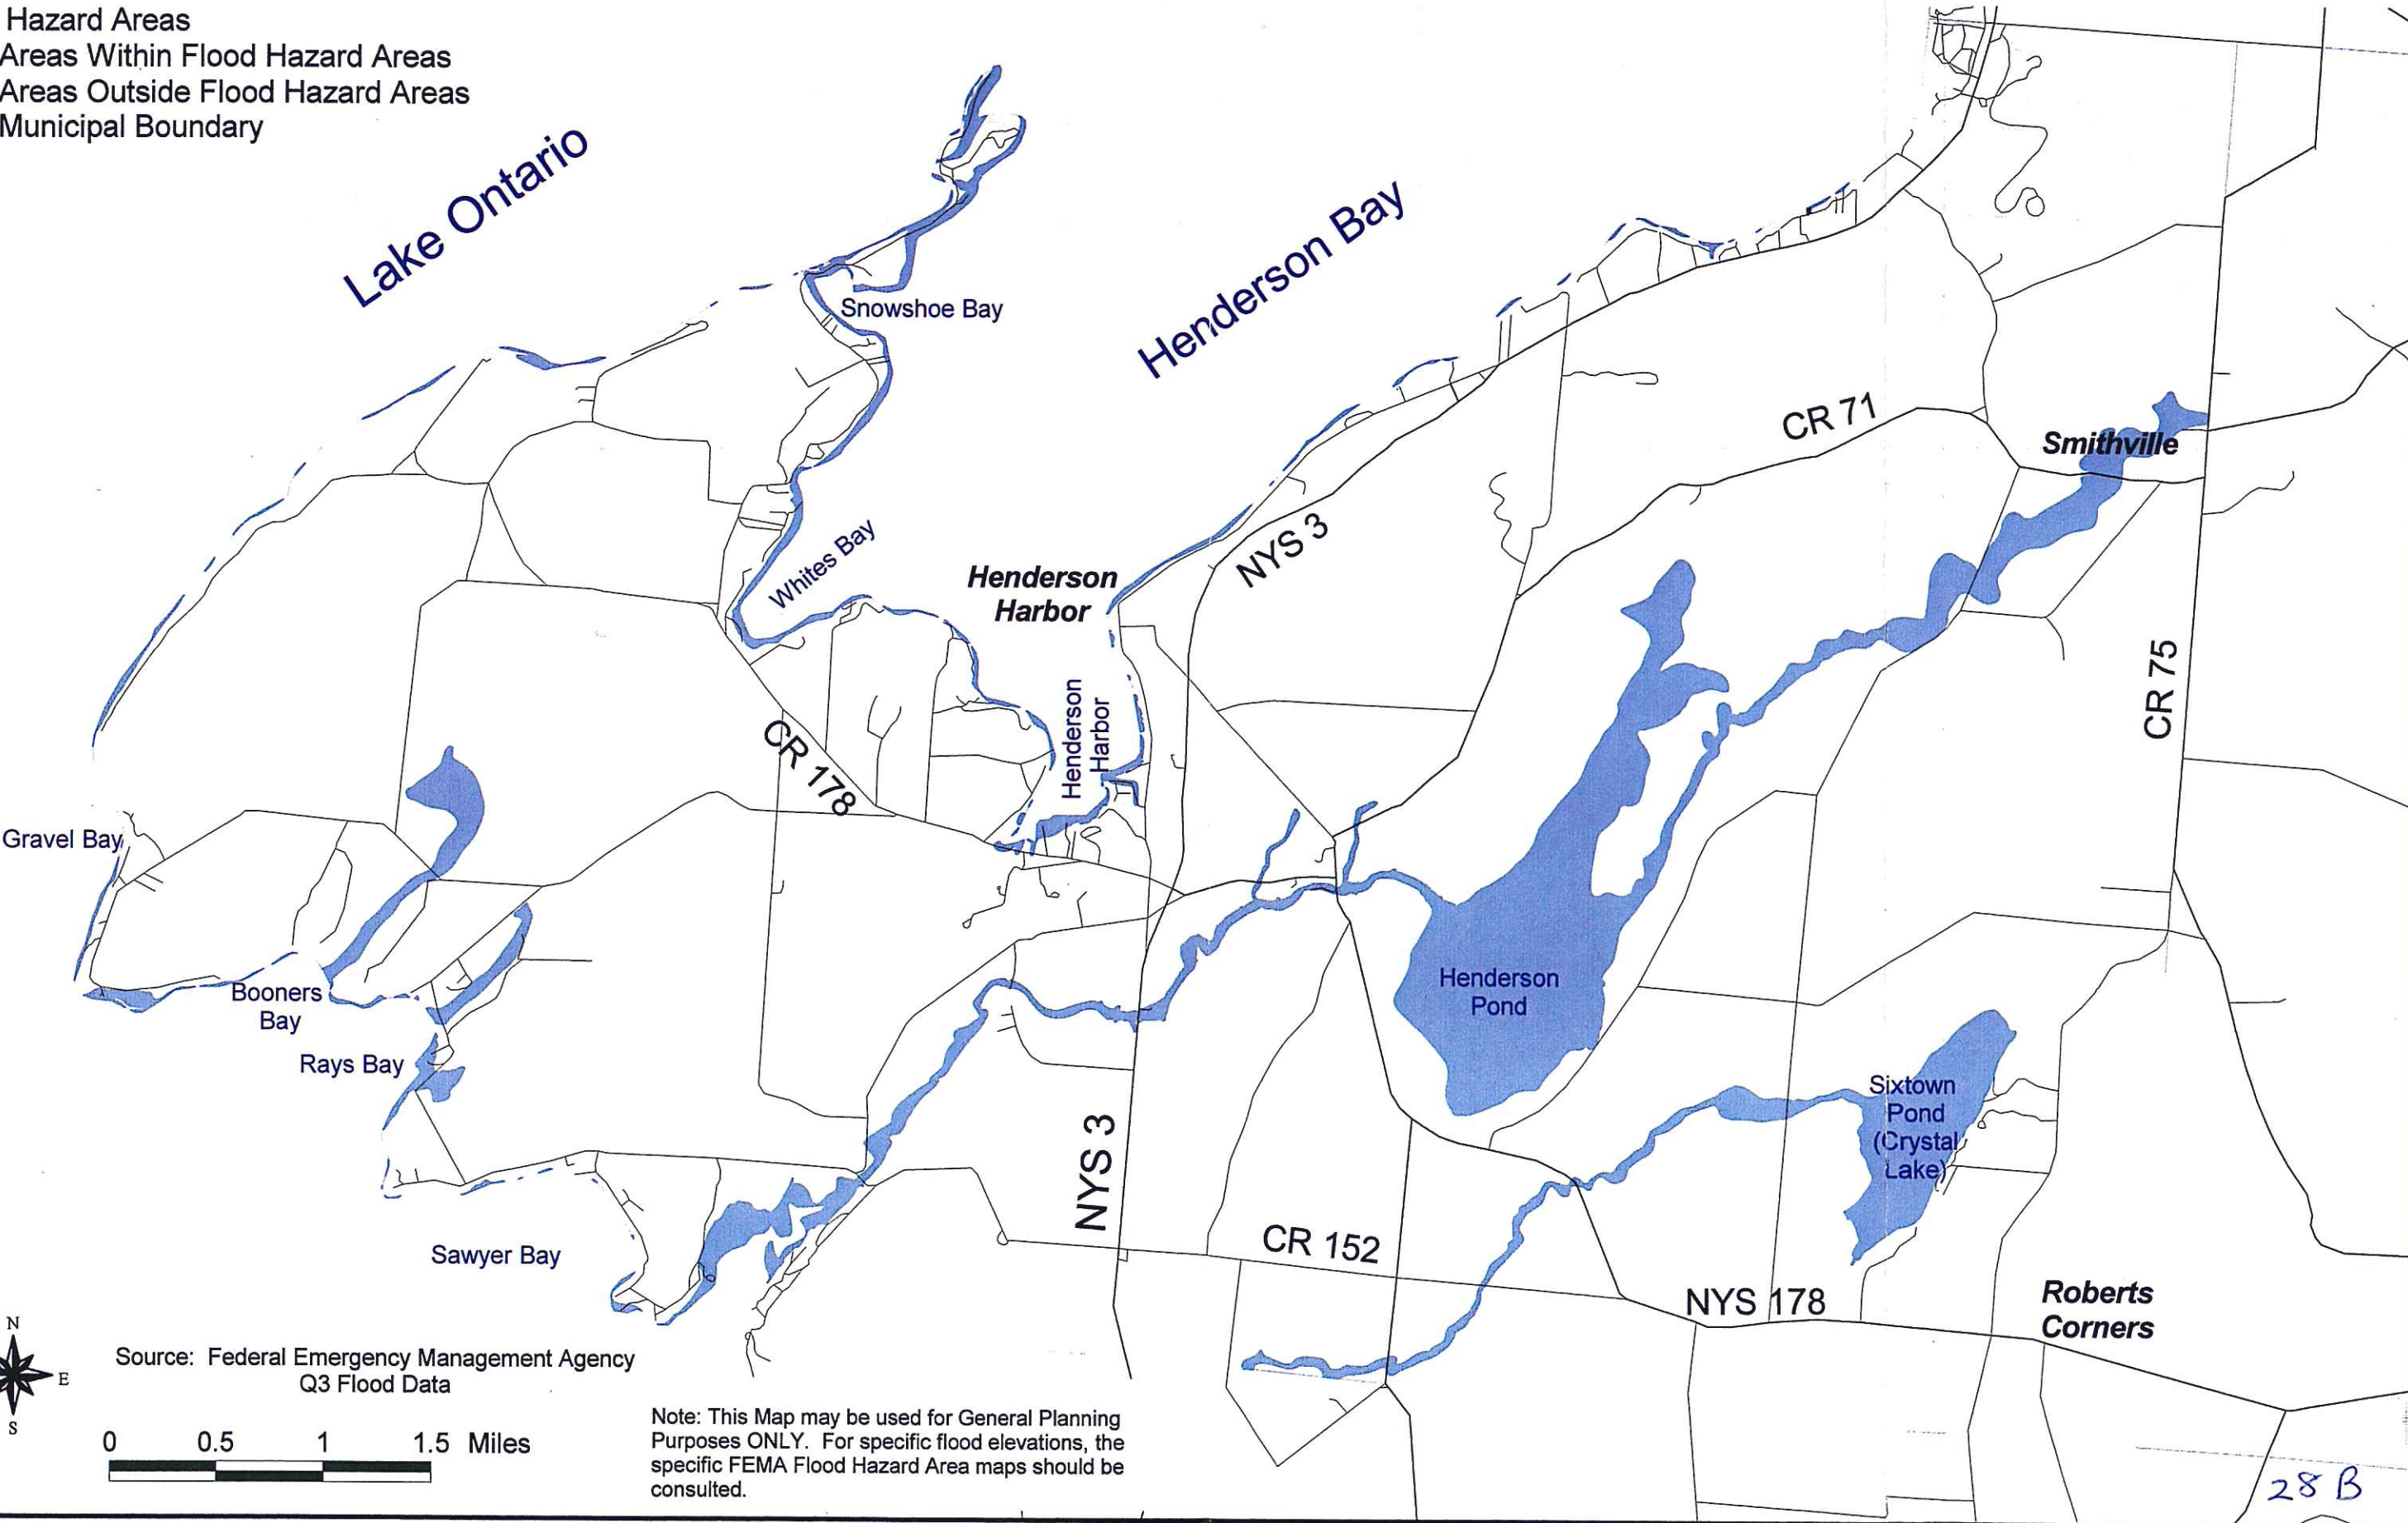 Hazard Areas
Areas Within Flood Hazard Areas
Areas Outside Flood Hazard Areas
Municipal Boundary
Lake Ontario
Henderson Bay
Snowshoe Bay
CR 71
Smithville
Whites Bay
NYS 3
Henderson
Harbor
Henderson
Harbor
CR 75
CR 178
Gravel Bay
Booners
Bay
Henderson
Pond
Rays Bay
Sixtown
Pond
(Crystal
Lake)
NYS 3
Sawyer Bay
CR 152
NYS 178
Roberts
Corners
N
E
S
Source: Federal Emergency Management Agency
Q3 Flood Data
0 0.5 1 1.5 Miles
Note: This Map may be used for General Planning
Purposes ONLY. For specific flood elevations, the
specific FEMA Flood Hazard Area maps should be
consulted.
28 B